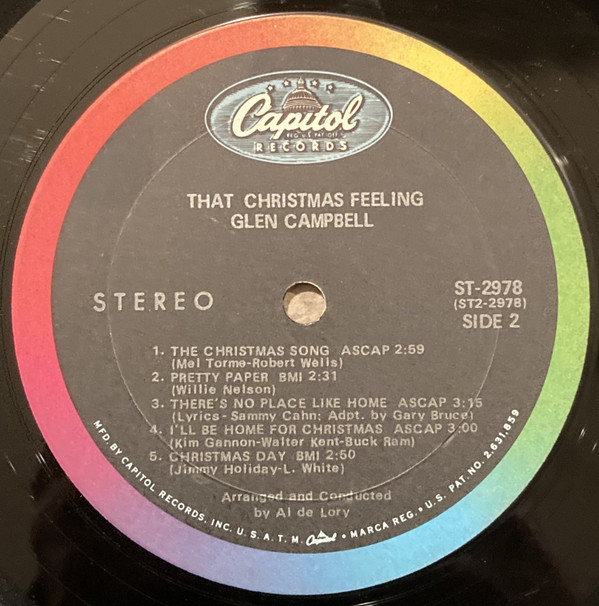 Capitol
RECORDS
THAT CHRISTMAS FEELING
GLEN CAMPBELL
STEREO
ST-2978
(ST2-2978)
SIDE 2
1. THE CHRISTMAS SONG ASCAP 2:59
(Mel Torme-Robert Wells)
2. PRETTY PAPER BMI 2:31
(Willie Nelson)
3. THERE'S NO PLACE LIKE HOME ASCAP 3:15
(Lyrics- Sammy Cahn; Adpt. by Gary Bruce)
4. I'LL BE HOME FOR CHRISTMAS ASCAP 3:00
(Kim Gannon-Walter Kent-Buck Ram)
5. CHRISTMAS DAY BMI 2:50
(Jimmy Holiday-L. White)
Arranged and Conducted
by Al de Lory
MFD. BY CAPITOL RECORDS, INC. U.S.A. T.M. Capitol • MARCA REG. • U.S. PAT. NO. 2,631,859